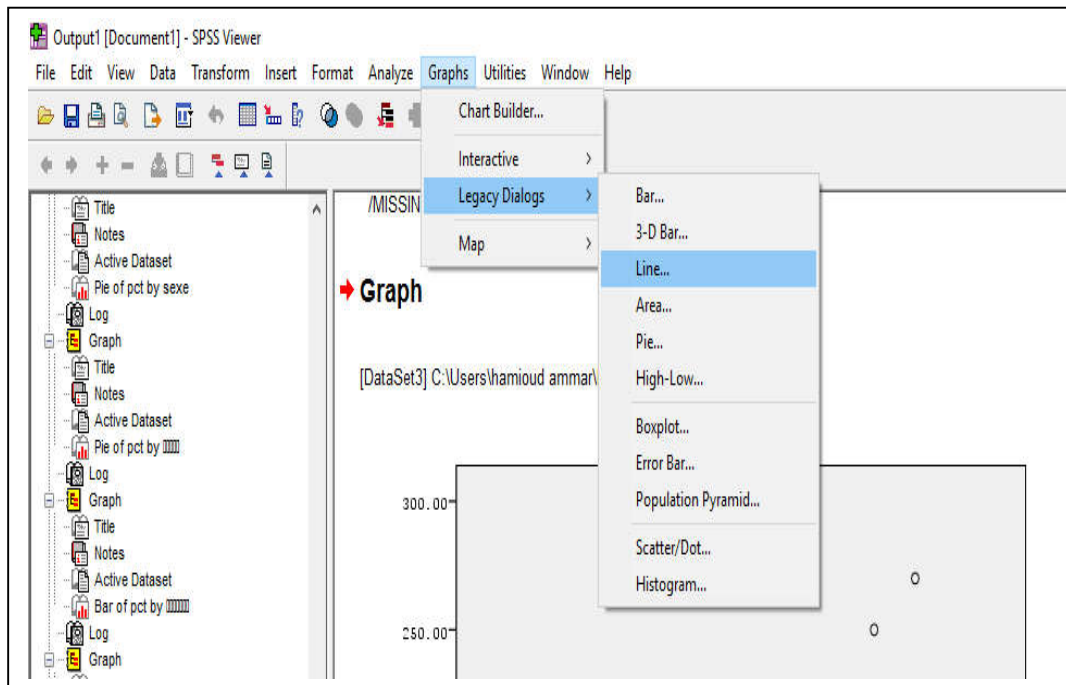 Output1 [Document1] - SPSS Viewer
File Edit View Data Transform Insert Format Analyze Graphs Utilities Window Help
Chart Builder...
Interactive
Legacy Dialogs
Map
Bar...
3-D Bar...
Line...
Area...
Pie...
High-Low...
Boxplot...
Error Bar...
Population Pyramid...
Scatter/Dot...
Histogram...
Title
Notes
Active Dataset
Pie of pct by sexe
Log
Graph
Title
Notes
Active Dataset
Pie of pct by
Log
Graph
Title
Notes
Active Dataset
Bar of pct by
Log
Graph
/MISSIN
Graph
[DataSet3] C:\Users\hamioud ammar\
300.00
250.00